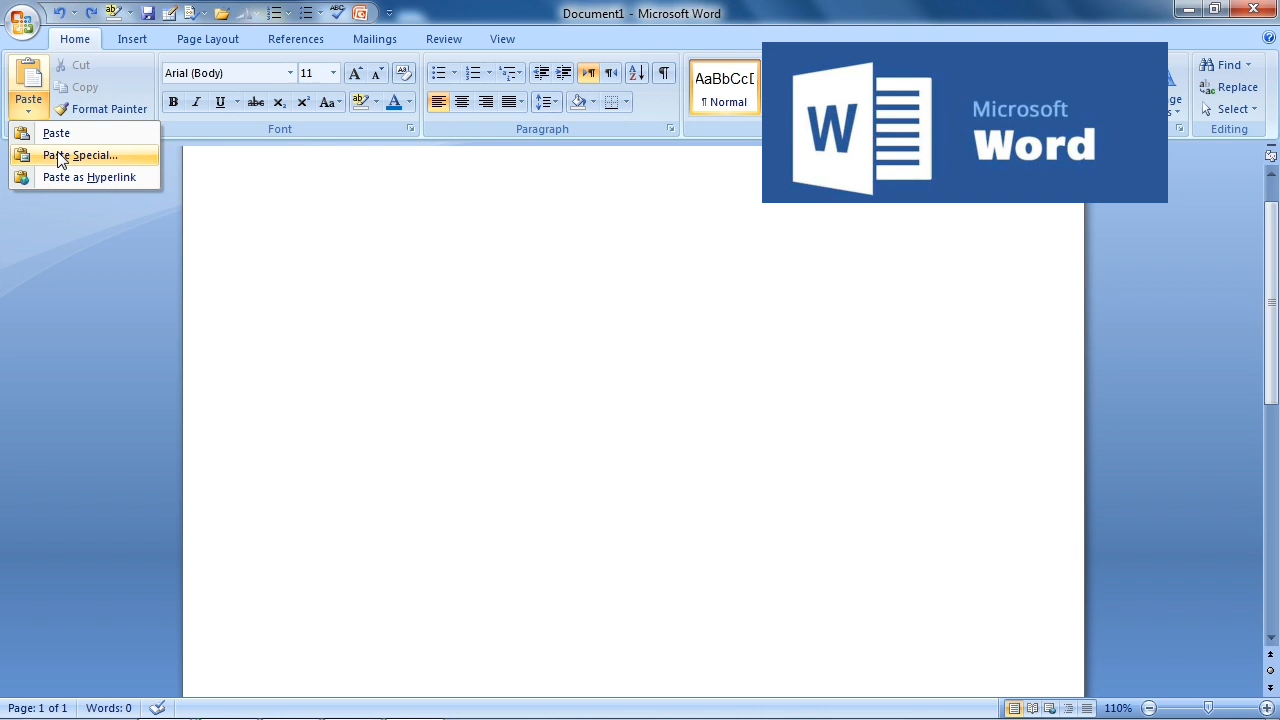 Document1 - Microsoft Word
Home Insert Page Layout References Mailings Review View
Paste
Cut
Copy
Format Painter
Arial (Body) 11
Font
Paragraph
AaBbCcD
¶ Normal
Find
Replace
Select
Editing
Paste
Paste Special...
Paste as Hyperlink
W
Microsoft
Word
Page: 1 of 1 Words: 0
110%